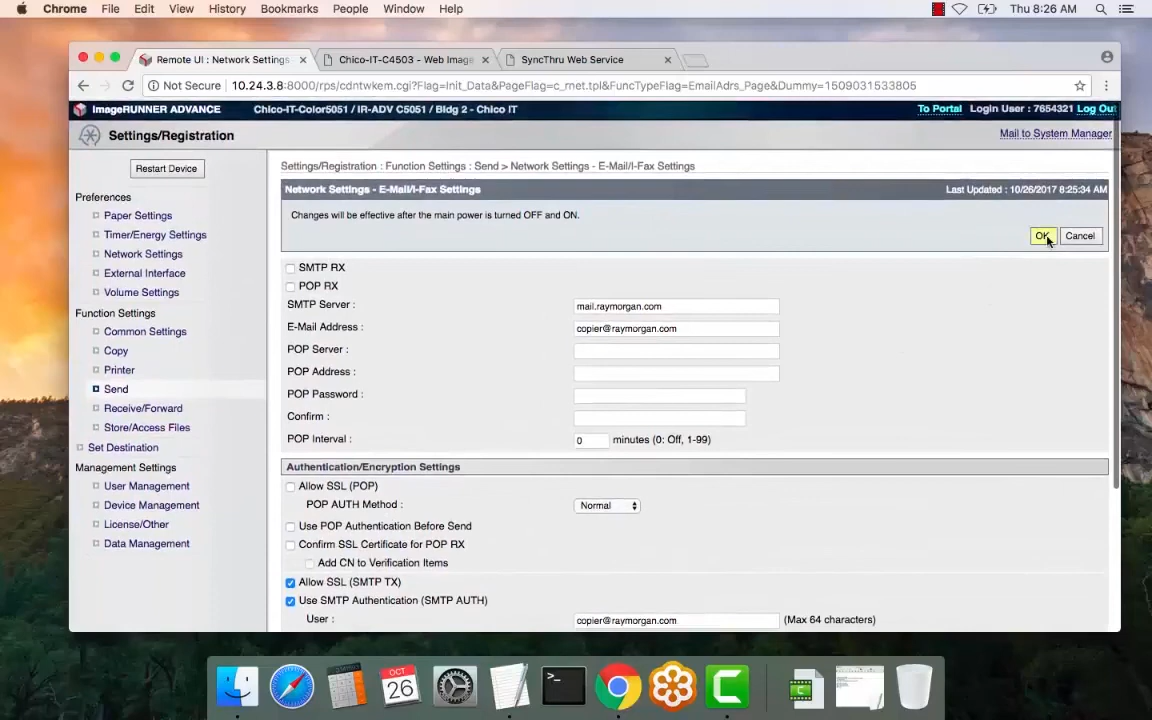 Chrome File Edit View History Bookmarks People Window Help Thu 8:26 AM
Remote UI : Network Settings Chico-IT-C4503 - Web Image SyncThru Web Service
Not Secure 10.24.3.8:8000/rps/cdntwkem.cgi?Flag=Init_Data&PageFlag=c_rnet.tpl&FuncTypeFlag=EmailAdrs_Page&Dummy=1509031533805
imageRUNNER ADVANCE Chico-IT-Color5051 / IR-ADV C5051 / Bldg 2 - Chico IT To Portal Login User : 7654321 Log Out
Settings/Registration Mail to System Manager
Restart Device
Preferences
Paper Settings
Timer/Energy Settings
Network Settings
External Interface
Volume Settings
Function Settings
Common Settings
Copy
Printer
Send
Receive/Forward
Store/Access Files
Set Destination
Management Settings
User Management
Device Management
License/Other
Data Management
Settings/Registration : Function Settings : Send > Network Settings - E-Mail/I-Fax Settings
Network Settings - E-Mail/I-Fax Settings Last Updated : 10/26/2017 8:25:34 AM
Changes will be effective after the main power is turned OFF and ON.
OK Cancel
SMTP RX
POP RX
SMTP Server : mail.raymorgan.com
E-Mail Address : copier@raymorgan.com
POP Server :
POP Address :
POP Password :
Confirm :
POP Interval : 0 minutes (0: Off, 1-99)
Authentication/Encryption Settings
Allow SSL (POP)
POP AUTH Method : Normal
Use POP Authentication Before Send
Confirm SSL Certificate for POP RX
Add CN to Verification Items
Allow SSL (SMTP TX)
Use SMTP Authentication (SMTP AUTH)
User : copier@raymorgan.com (Max 64 characters)
OCT
26
>_
C
C